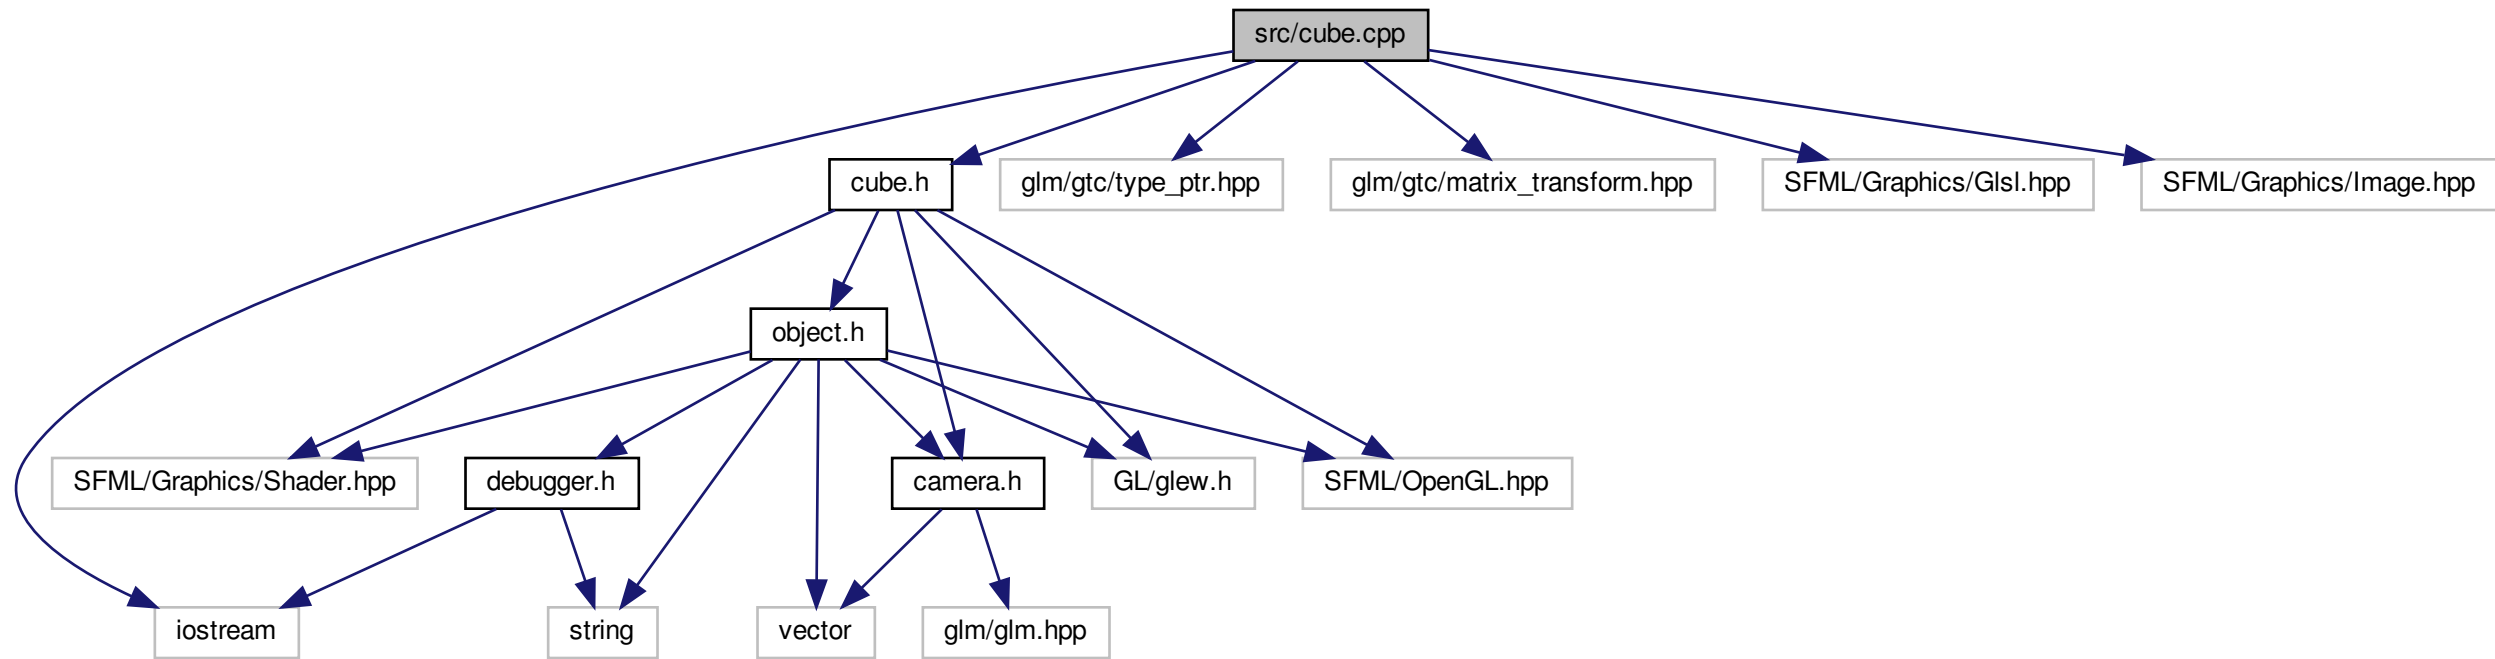 src/cube.cpp
cube.h
glm/gtc/type_ptr.hpp
glm/gtc/matrix_transform.hpp
SFML/Graphics/Glsl.hpp
SFML/Graphics/Image.hpp
object.h
SFML/Graphics/Shader.hpp
debugger.h
camera.h
GL/glew.h
SFML/OpenGL.hpp
iostream
string
vector
glm/glm.hpp